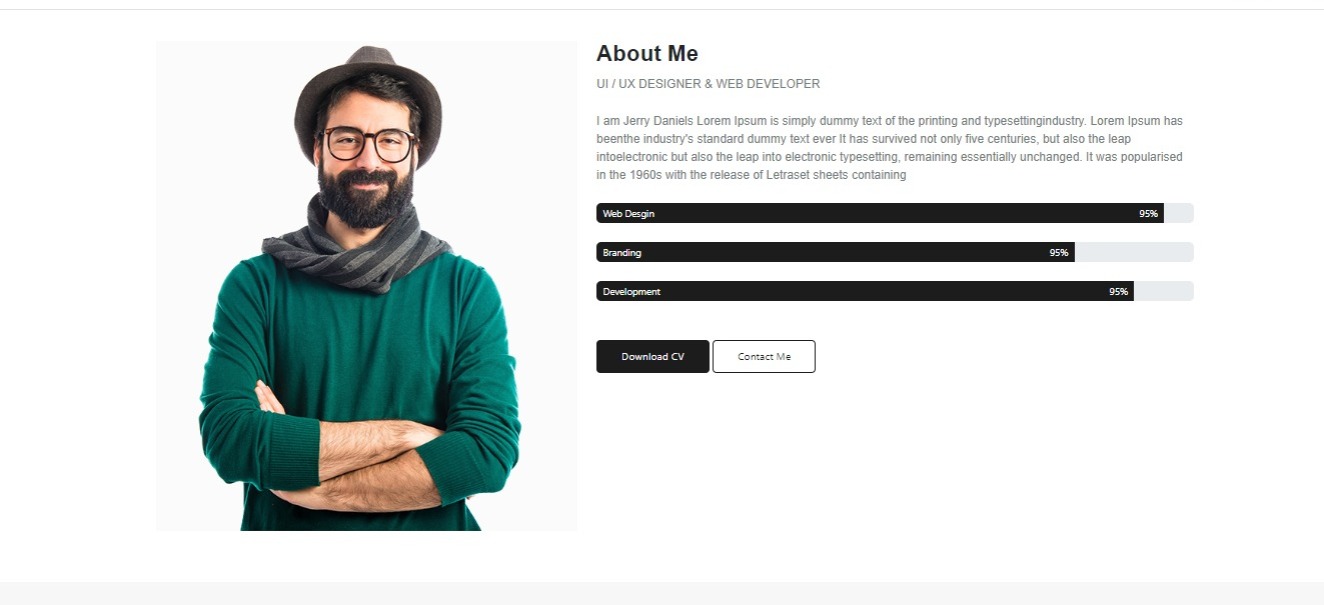 About Me
UI / UX DESIGNER & WEB DEVELOPER
I am Jerry Daniels Lorem Ipsum is simply dummy text of the printing and typesettingindustry. Lorem Ipsum has
beenthe industry's standard dummy text ever It has survived not only five centuries, but also the leap
intoelectronic but also the leap into electronic typesetting, remaining essentially unchanged. It was popularised
in the 1960s with the release of Letraset sheets containing
Web Desgin 95%
Branding 95%
Development 95%
Download CV Contact Me